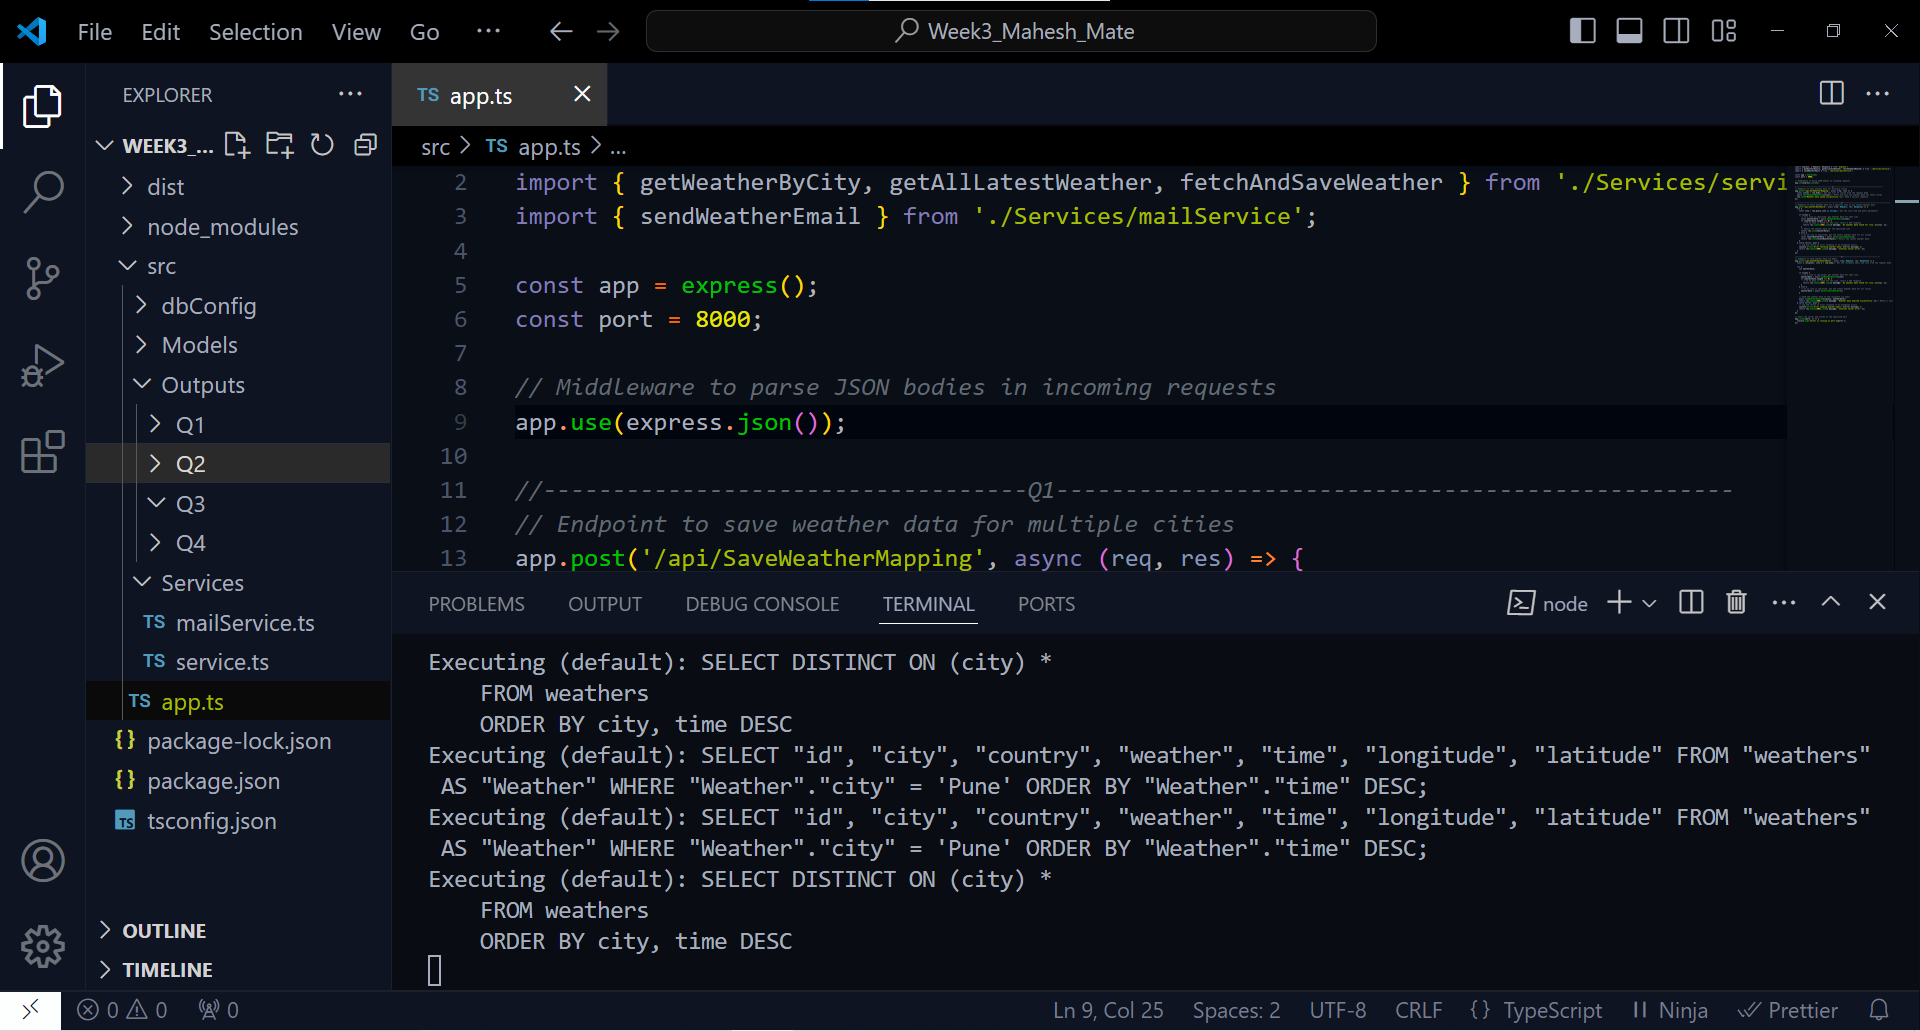 File Edit Selection View Go ··· Week3_Mahesh_Mate
EXPLORER
WEEK3_...
dist
node_modules
src
dbConfig
Models
Outputs
Q1
Q2
Q3
Q4
Services
TS mailService.ts
TS service.ts
TS app.ts
{} package-lock.json
{} package.json
TS tsconfig.json
OUTLINE
TIMELINE
TS app.ts
src > TS app.ts > ...
2 import { getWeatherByCity, getAllLatestWeather, fetchAndSaveWeather } from './Services/servi
3 import { sendWeatherEmail } from './Services/mailService';
4
5 const app = express();
6 const port = 8000;
7
8 // Middleware to parse JSON bodies in incoming requests
9 app.use(express.json());
10
11 //-----------------------------------Q1-------------------------------------------------
12 // Endpoint to save weather data for multiple cities
13 app.post('/api/SaveWeatherMapping', async (req, res) => {
PROBLEMS OUTPUT DEBUG CONSOLE TERMINAL PORTS node
Executing (default): SELECT DISTINCT ON (city) *
FROM weathers
ORDER BY city, time DESC
Executing (default): SELECT "id", "city", "country", "weather", "time", "longitude", "latitude" FROM "weathers"
AS "Weather" WHERE "Weather"."city" = 'Pune' ORDER BY "Weather"."time" DESC;
Executing (default): SELECT "id", "city", "country", "weather", "time", "longitude", "latitude" FROM "weathers"
AS "Weather" WHERE "Weather"."city" = 'Pune' ORDER BY "Weather"."time" DESC;
Executing (default): SELECT DISTINCT ON (city) *
FROM weathers
ORDER BY city, time DESC
0 0 0 Ln 9, Col 25 Spaces: 2 UTF-8 CRLF {} TypeScript Ninja Prettier